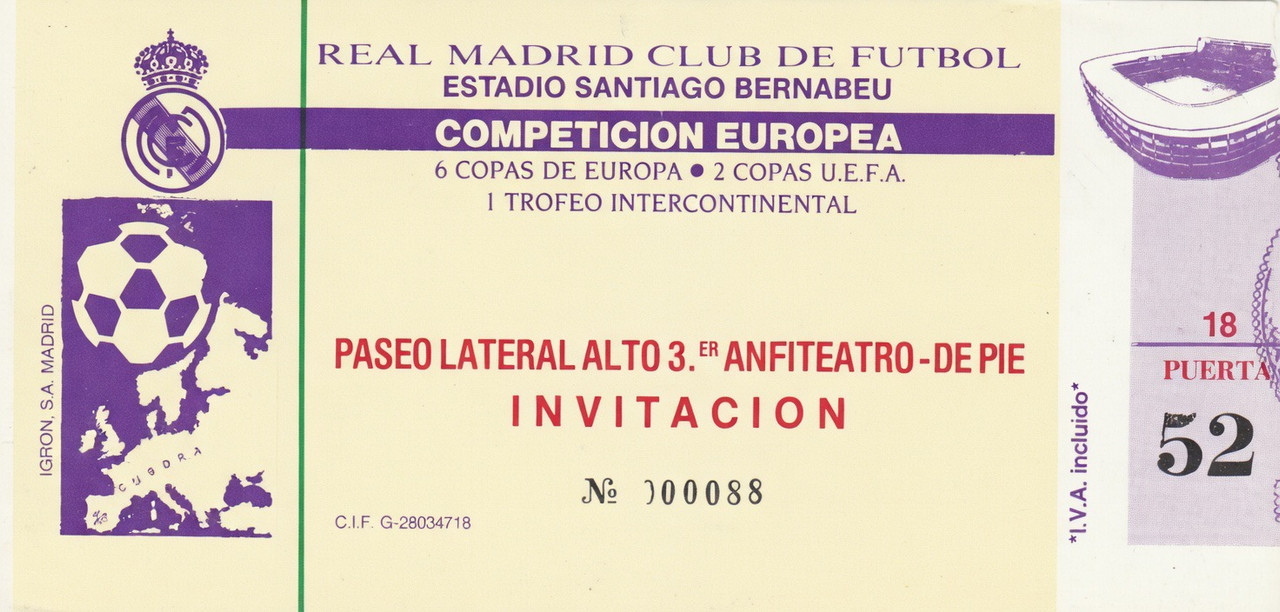 REAL MADRID CLUB DE FUTBOL
ESTADIO SANTIAGO BERNABEU
COMPETICION EUROPEA
6 COPAS DE EUROPA • 2 COPAS U.E.F.A.
1 TROFEO INTERCONTINENTAL
IGRON, S.A. MADRID
PASEO LATERAL ALTO 3.ER ANFITEATRO - DE PIE
INVITACION
Nº 000088
C.I.F. G-28034718
*I.V.A. incluido*
18
PUERTA
52